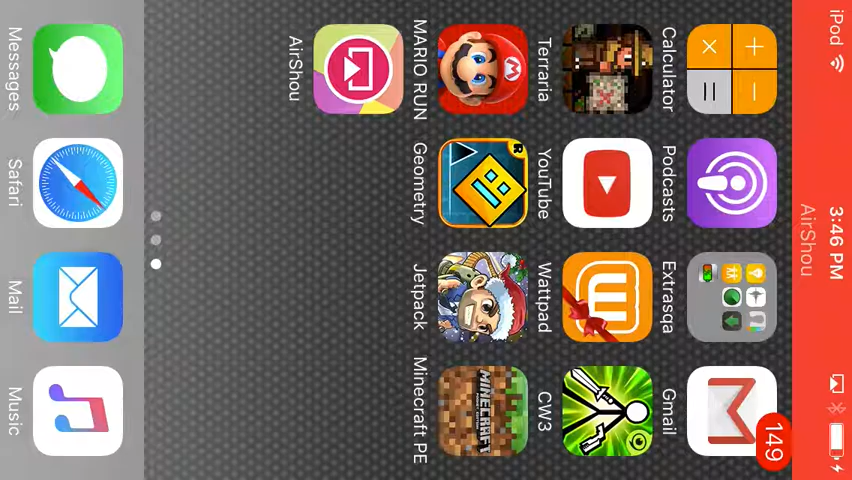 iPod 3:46 PM
AirShou
149
Calculator Podcasts Extrasqa Gmail
Terraria YouTube Wattpad CW3
MINECRAFT
MARIO RUN Geometry Jetpack Minecraft PE
AirShou
Messages Safari Mail Music